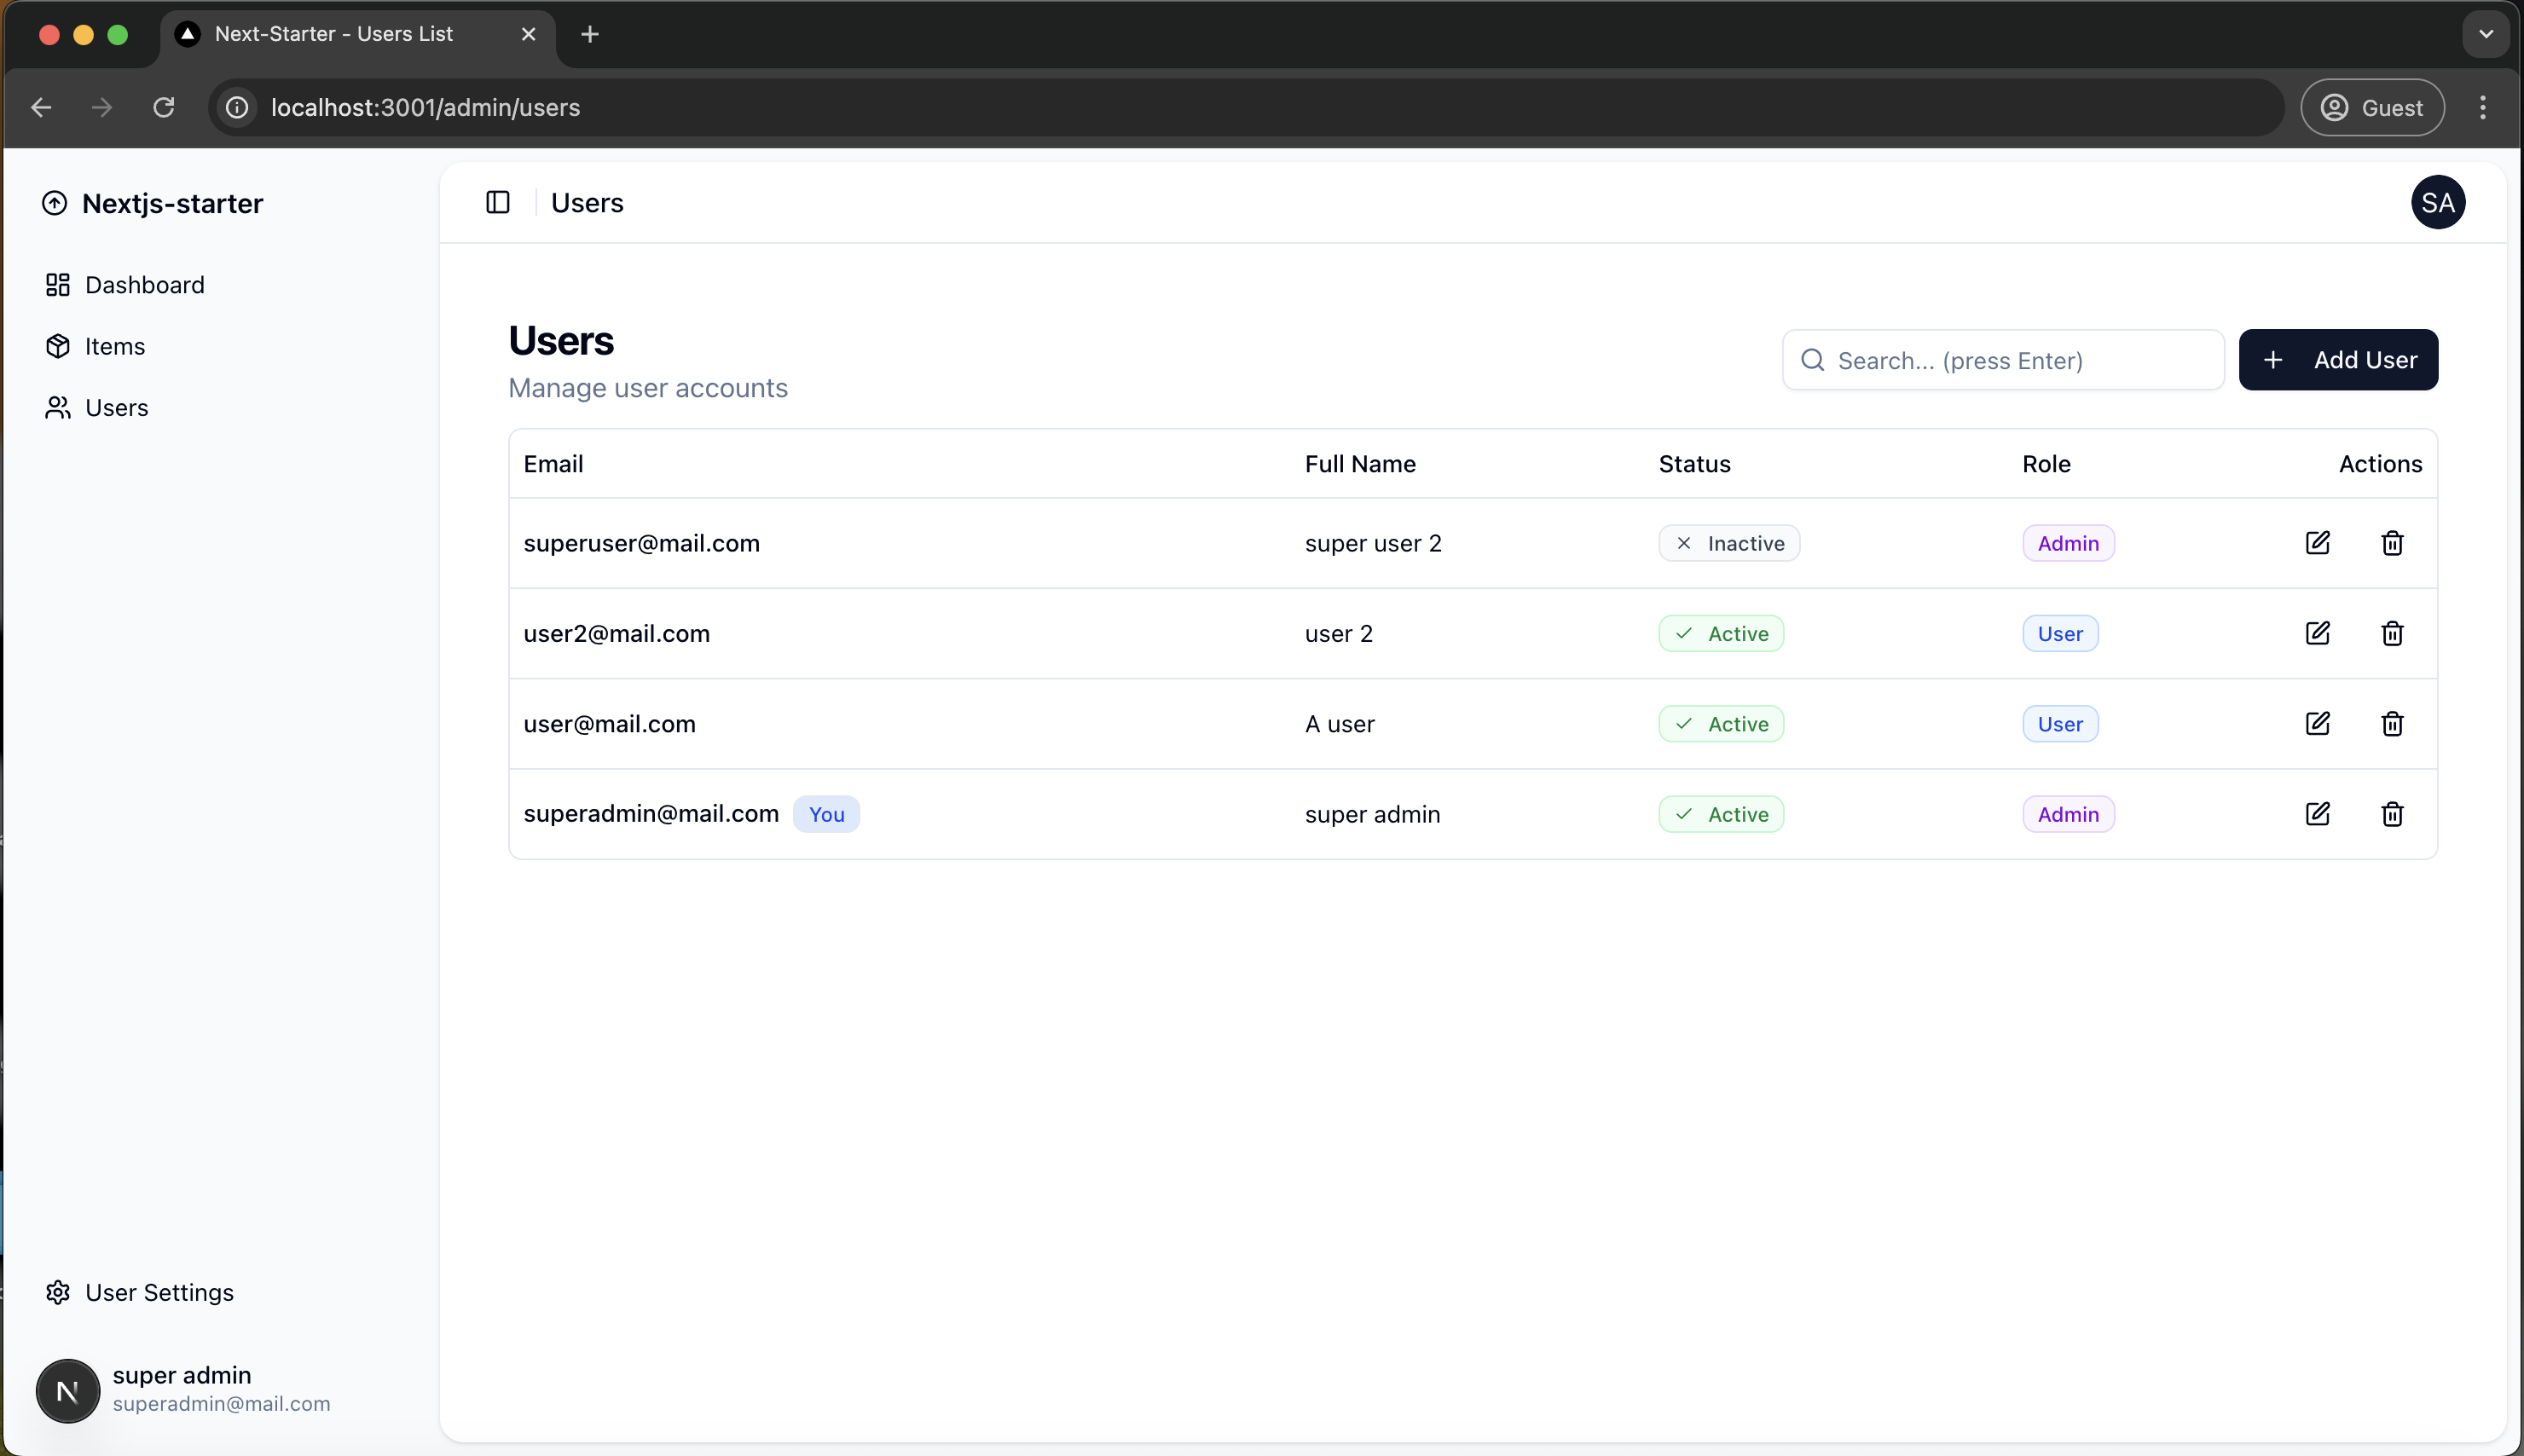 Next-Starter - Users List
localhost:3001/admin/users
Guest
Nextjs-starter
Users
SA
Dashboard
Items
Users
Users
Manage user accounts
Search... (press Enter)
Add User
Email Full Name Status Role Actions
superuser@mail.com super user 2 Inactive Admin
user2@mail.com user 2 Active User
user@mail.com A user Active User
superadmin@mail.com You super admin Active Admin
User Settings
N
super admin
superadmin@mail.com